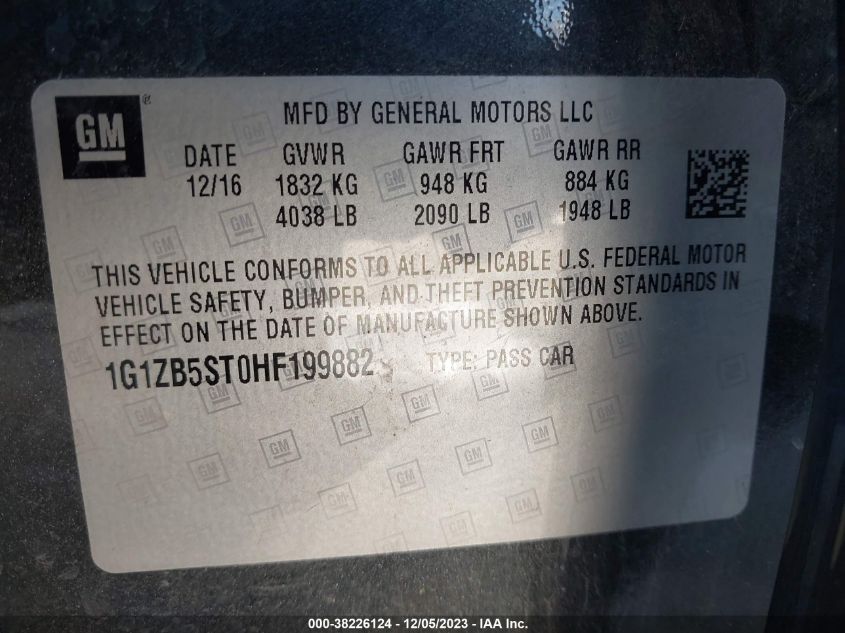 GM
MFD BY GENERAL MOTORS LLC
DATE GVWR GAWR FRT GAWR RR
12/16 1832 KG 948 KG 884 KG
4038 LB 2090 LB 1948 LB
THIS VEHICLE CONFORMS TO ALL APPLICABLE U.S. FEDERAL MOTOR
VEHICLE SAFETY, BUMPER, AND THEFT PREVENTION STANDARDS IN
EFFECT ON THE DATE OF MANUFACTURE SHOWN ABOVE.
1G1ZB5ST0HF199882 TYPE: PASS CAR
000-38226124 - 12/05/2023 - IAA Inc.